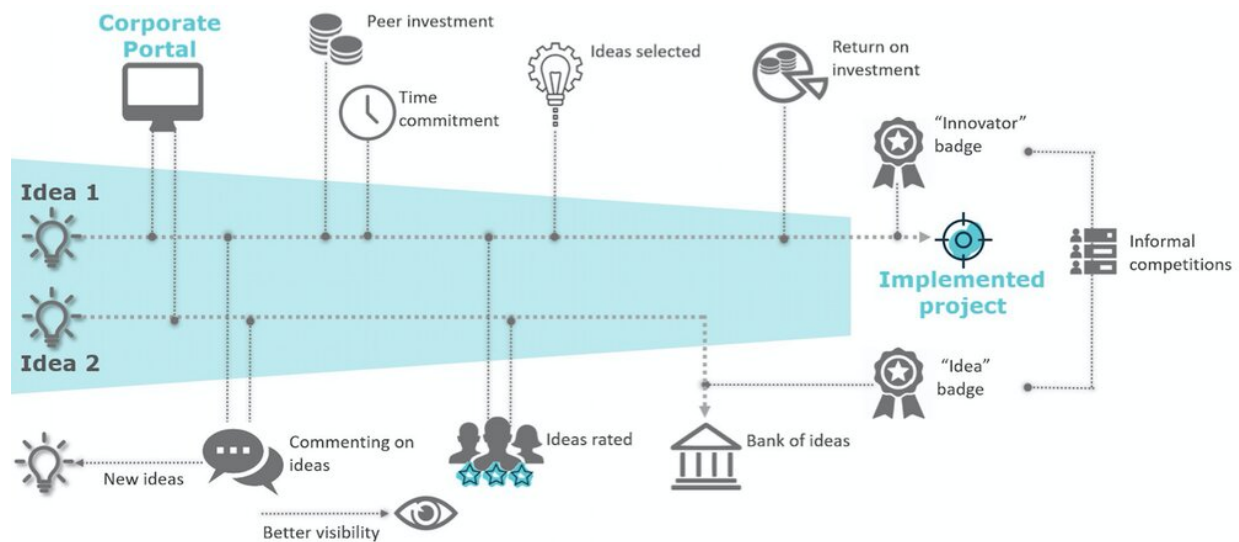 Corporate
Portal
Peer investment
Time
commitment
Ideas selected
Return on
investment
“Innovator”
badge
Idea 1
Implemented
project
Informal
competitions
Idea 2
“Idea”
badge
Commenting on
ideas
Ideas rated
Bank of ideas
New ideas
Better visibility